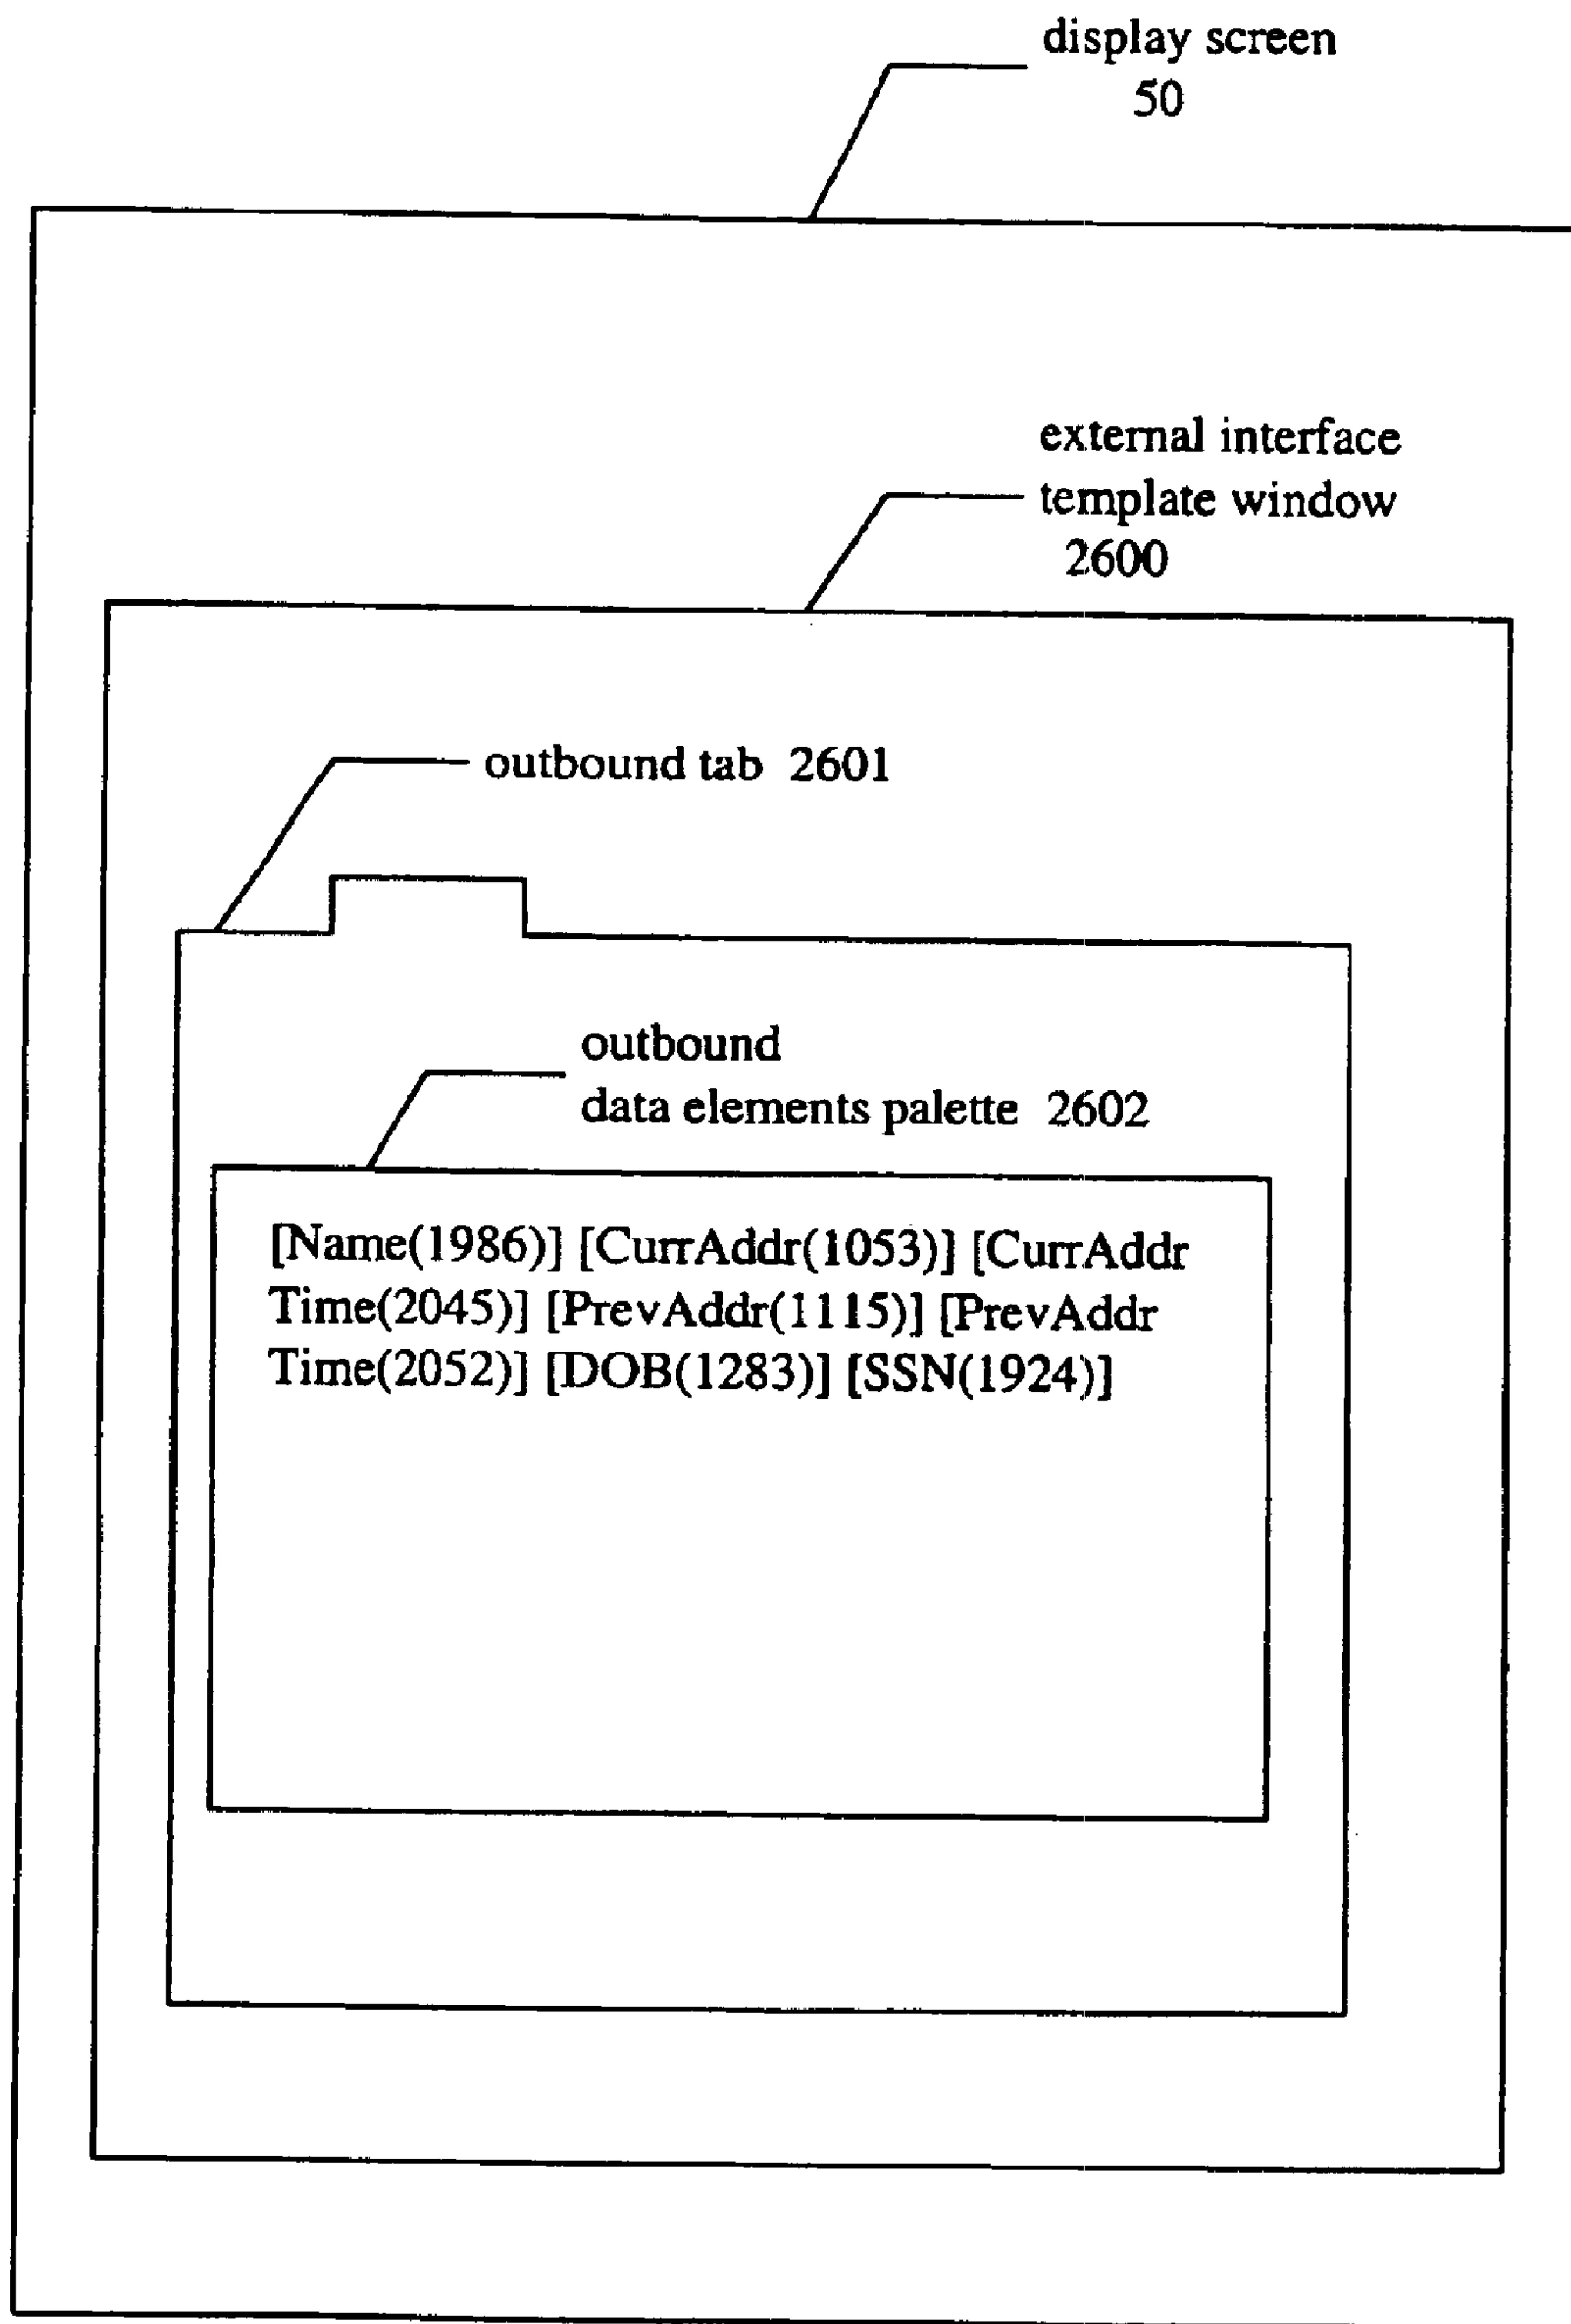 display screen
50
external interface
template window
2600
outbound tab 2601
outbound
data elements palette 2602
[Name(1986)] [CurrAddr(1053)] [CurrAddr
Time(2045)] [PrevAddr(1115)] [PrevAddr
Time(2052)] [DOB(1283)] [SSN(1924)]